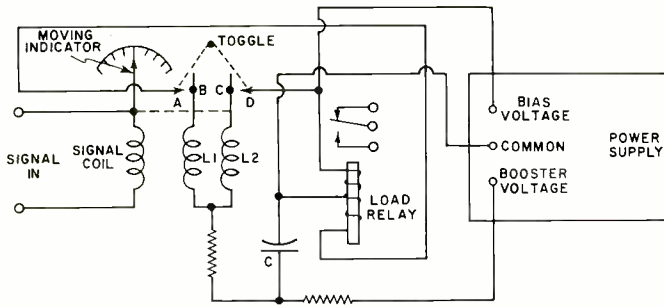 MOVING
INDICATOR
TOGGLE
A
B
C
D
SIGNAL
IN
SIGNAL
COIL
L1
L2
C
LOAD
RELAY
BIAS
VOLTAGE
COMMON
BOOSTER
VOLTAGE
POWER
SUPPLY